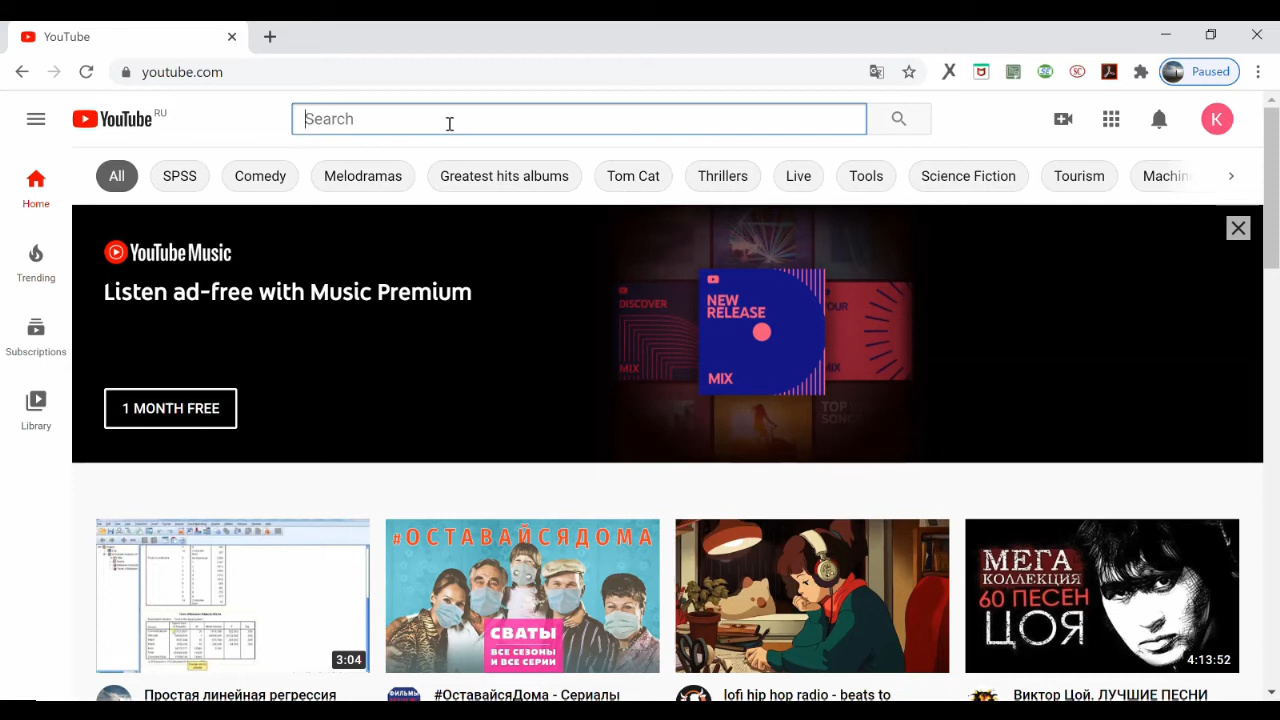 YouTube
youtube.com
Paused
YouTube RU
Search
K
All
SPSS
Comedy
Melodramas
Greatest hits albums
Tom Cat
Thrillers
Live
Tools
Science Fiction
Tourism
Home
Trending
Subscriptions
Library
YouTube Music
Listen ad-free with Music Premium
1 MONTH FREE
DISCOVER
MIX
NEW
RELEASE
MIX
MIX
3:04
#ОСТАВАЙСЯДОМА
СВАТЫ
ВСЕ СЕЗОНЫ
И ВСЕ СЕРИИ
МЕГА
КОЛЛЕКЦИЯ
60 ПЕСЕН
ЦОЯ
4:13:52
Простая линейная регрессия
ФИЛЬМЫ
#ОставайсяДома - Сериалы
lofi hip hop radio - beats to
Виктор Цой. ЛУЧШИЕ ПЕСНИ